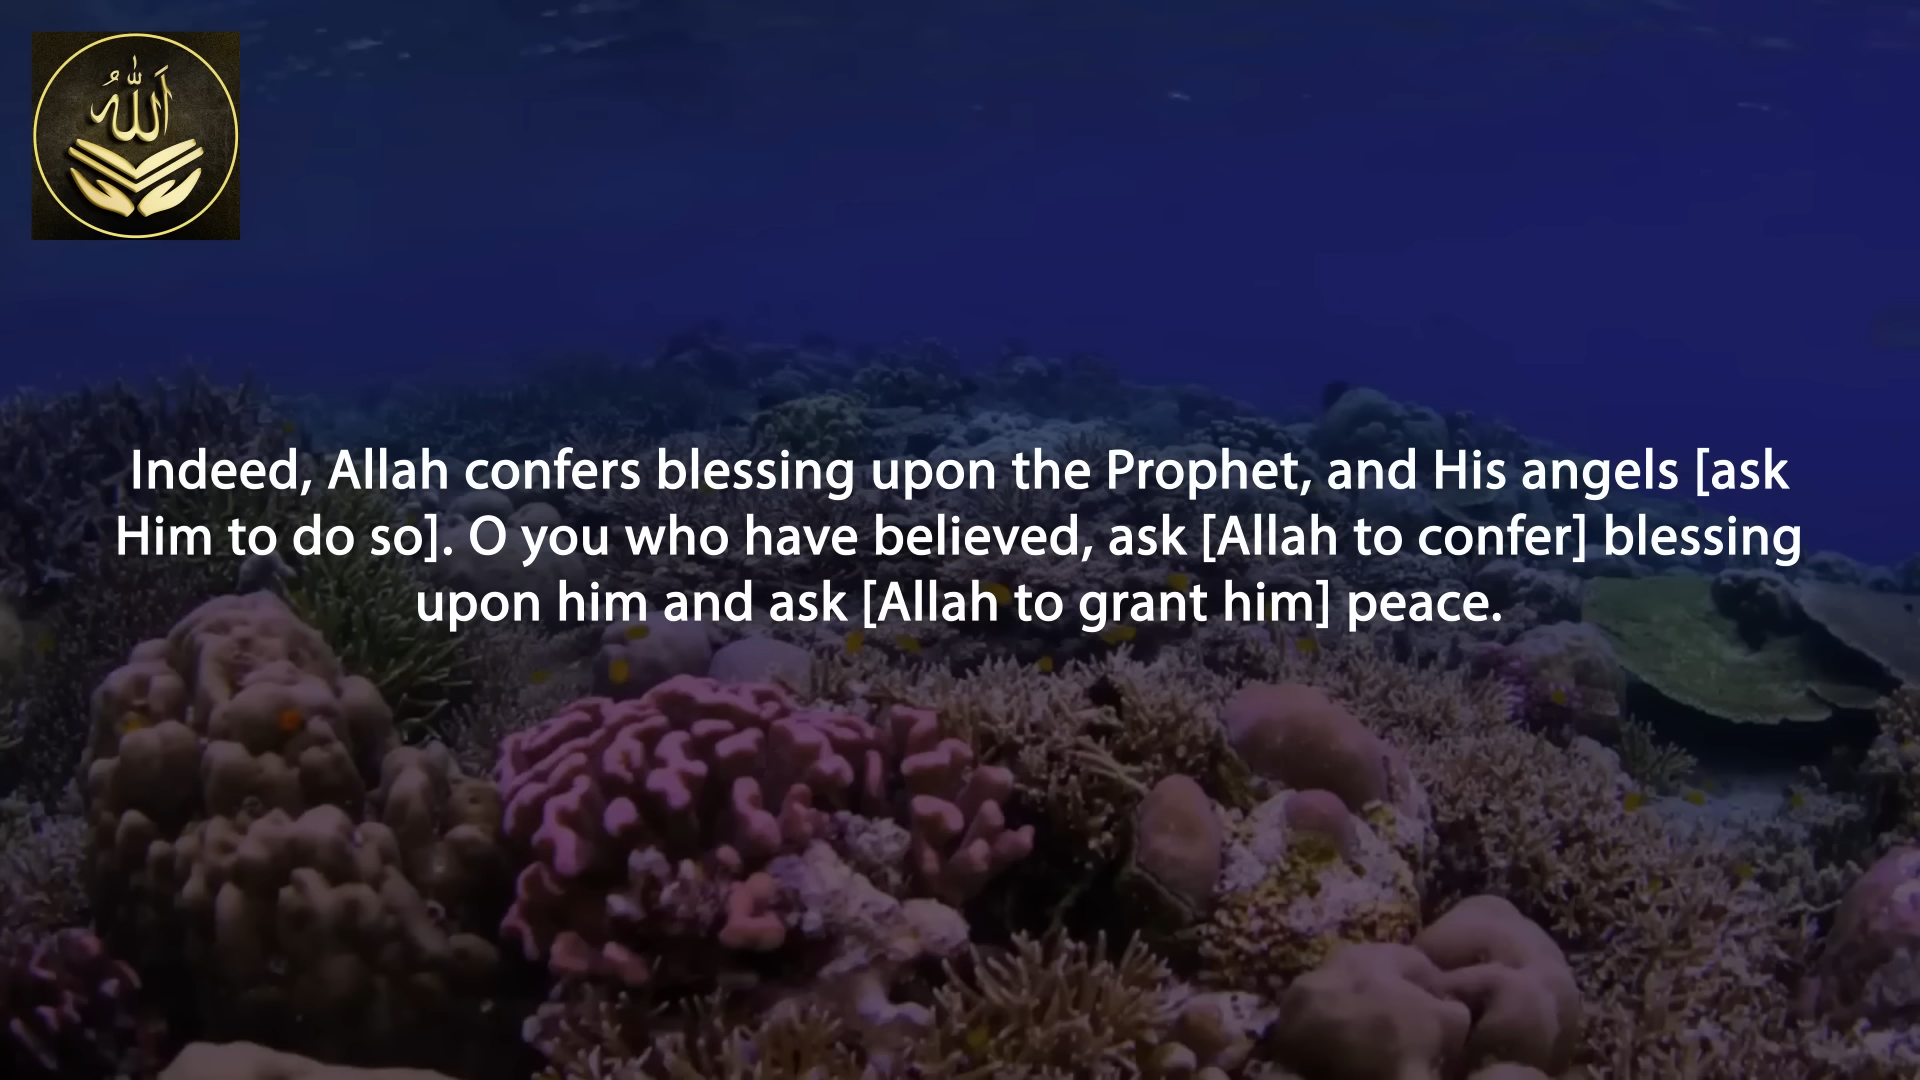 الله
Indeed, Allah confers blessing upon the Prophet, and His angels [ask
Him to do so]. O you who have believed, ask [Allah to confer] blessing
upon him and ask [Allah to grant him] peace.